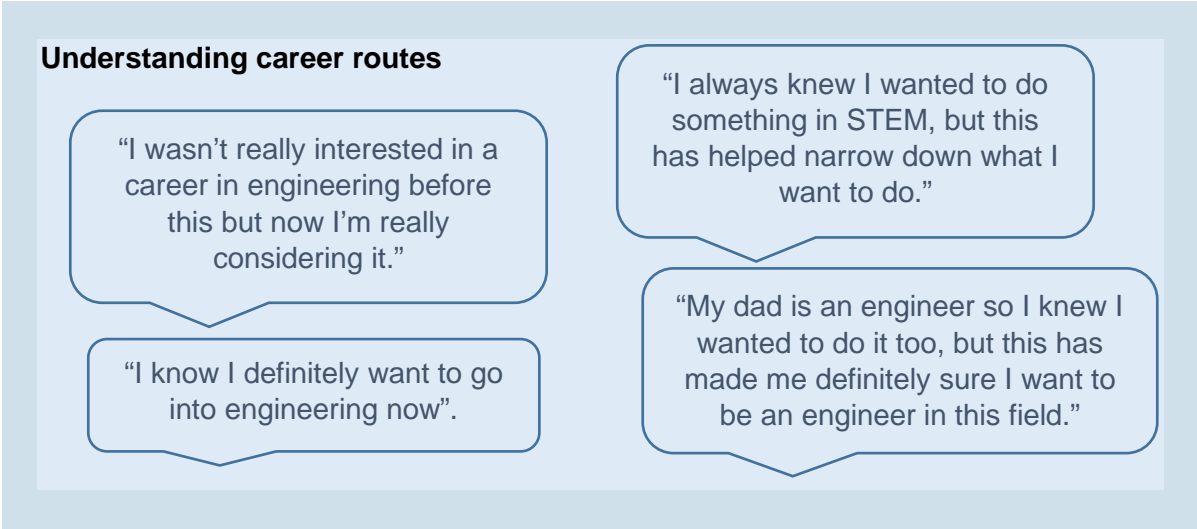 Understanding career routes
“I wasn't really interested in a
career in engineering before
this but now I’m really
considering it.”
“I know I definitely want to go
into engineering now”.
“I always knew I wanted to do
something in STEM, but this
has helped narrow down what I
want to do.”
“My dad is an engineer so I knew I
wanted to do it too, but this has
made me definitely sure I want to
be an engineer in this field.”